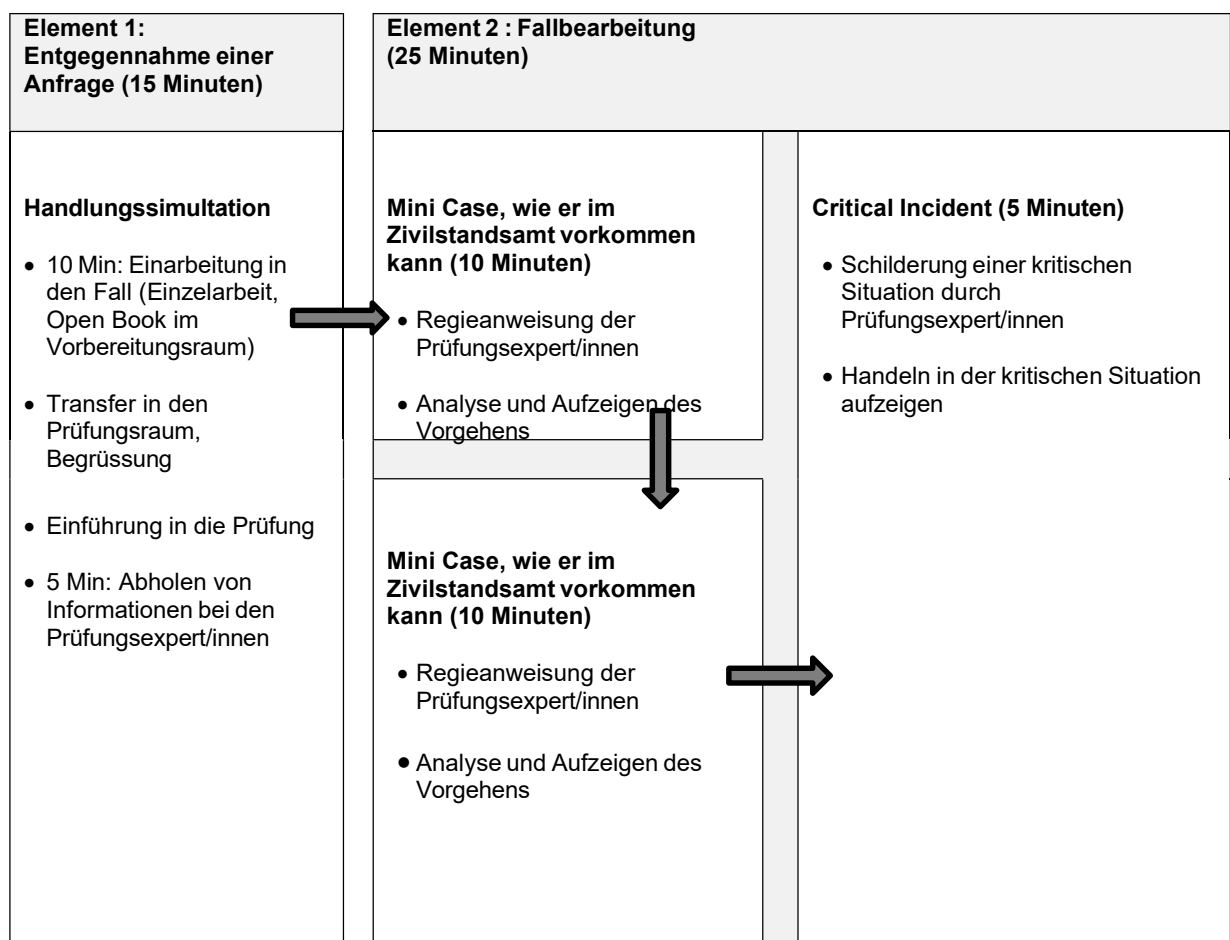 Element 1:
Entgegennahme einer
Anfrage (15 Minuten)
Element 2 : Fallbearbeitung
(25 Minuten)
Handlungssimultation
• 10 Min: Einarbeitung in
den Fall (Einzelarbeit,
Open Book im
Vorbereitungsraum)
• Transfer in den
Prüfungsraum,
Begrüssung
• Einführung in die Prüfung
• 5 Min: Abholen von
Informationen bei den
Prüfungsexpert/innen
Mini Case, wie er im
Zivilstandsamt vorkommen
kann (10 Minuten)
• Regieanweisung der
Prüfungsexpert/innen
• Analyse und Aufzeigen des
Vorgehens
Mini Case, wie er im
Zivilstandsamt vorkommen
kann (10 Minuten)
• Regieanweisung der
Prüfungsexpert/innen
• Analyse und Aufzeigen des
Vorgehens
Critical Incident (5 Minuten)
• Schilderung einer kritischen
Situation durch
Prüfungsexpert/innen
• Handeln in der kritischen Situation
aufzeigen